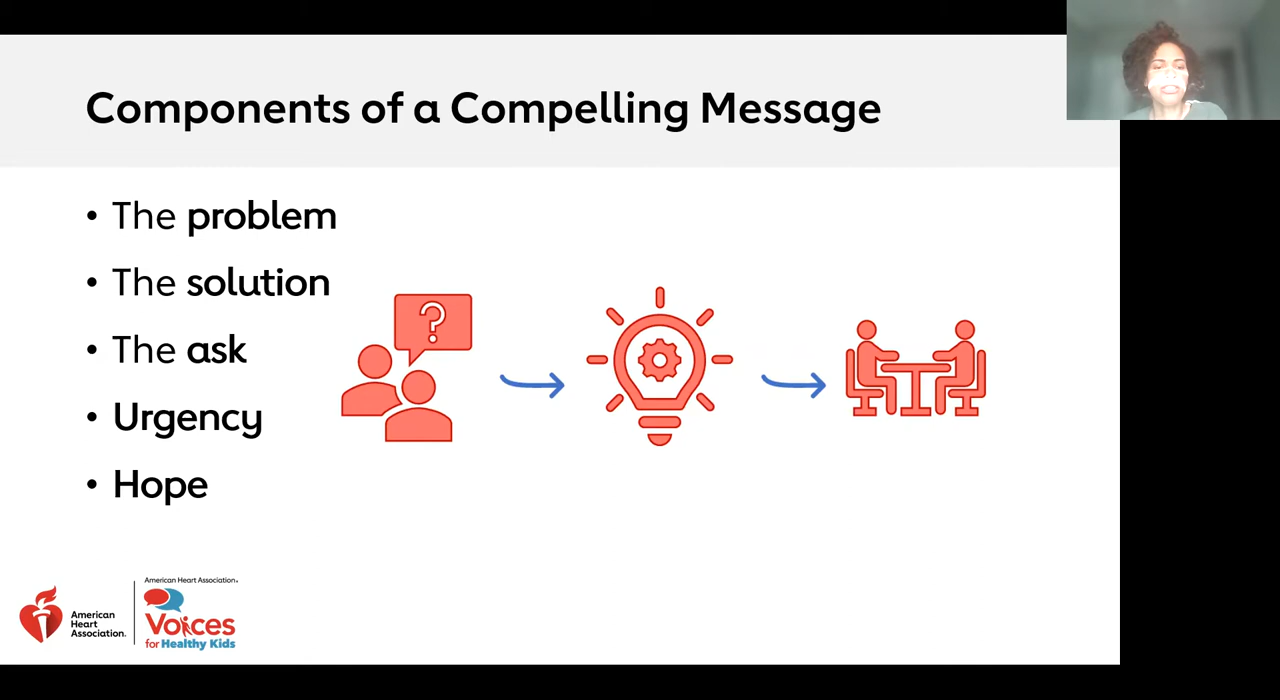 Components of a Compelling Message
• The problem
• The solution
• The ask
• Urgency
• Hope
?
American
Heart
Association.
American Heart Association.
Voices
for Healthy Kids